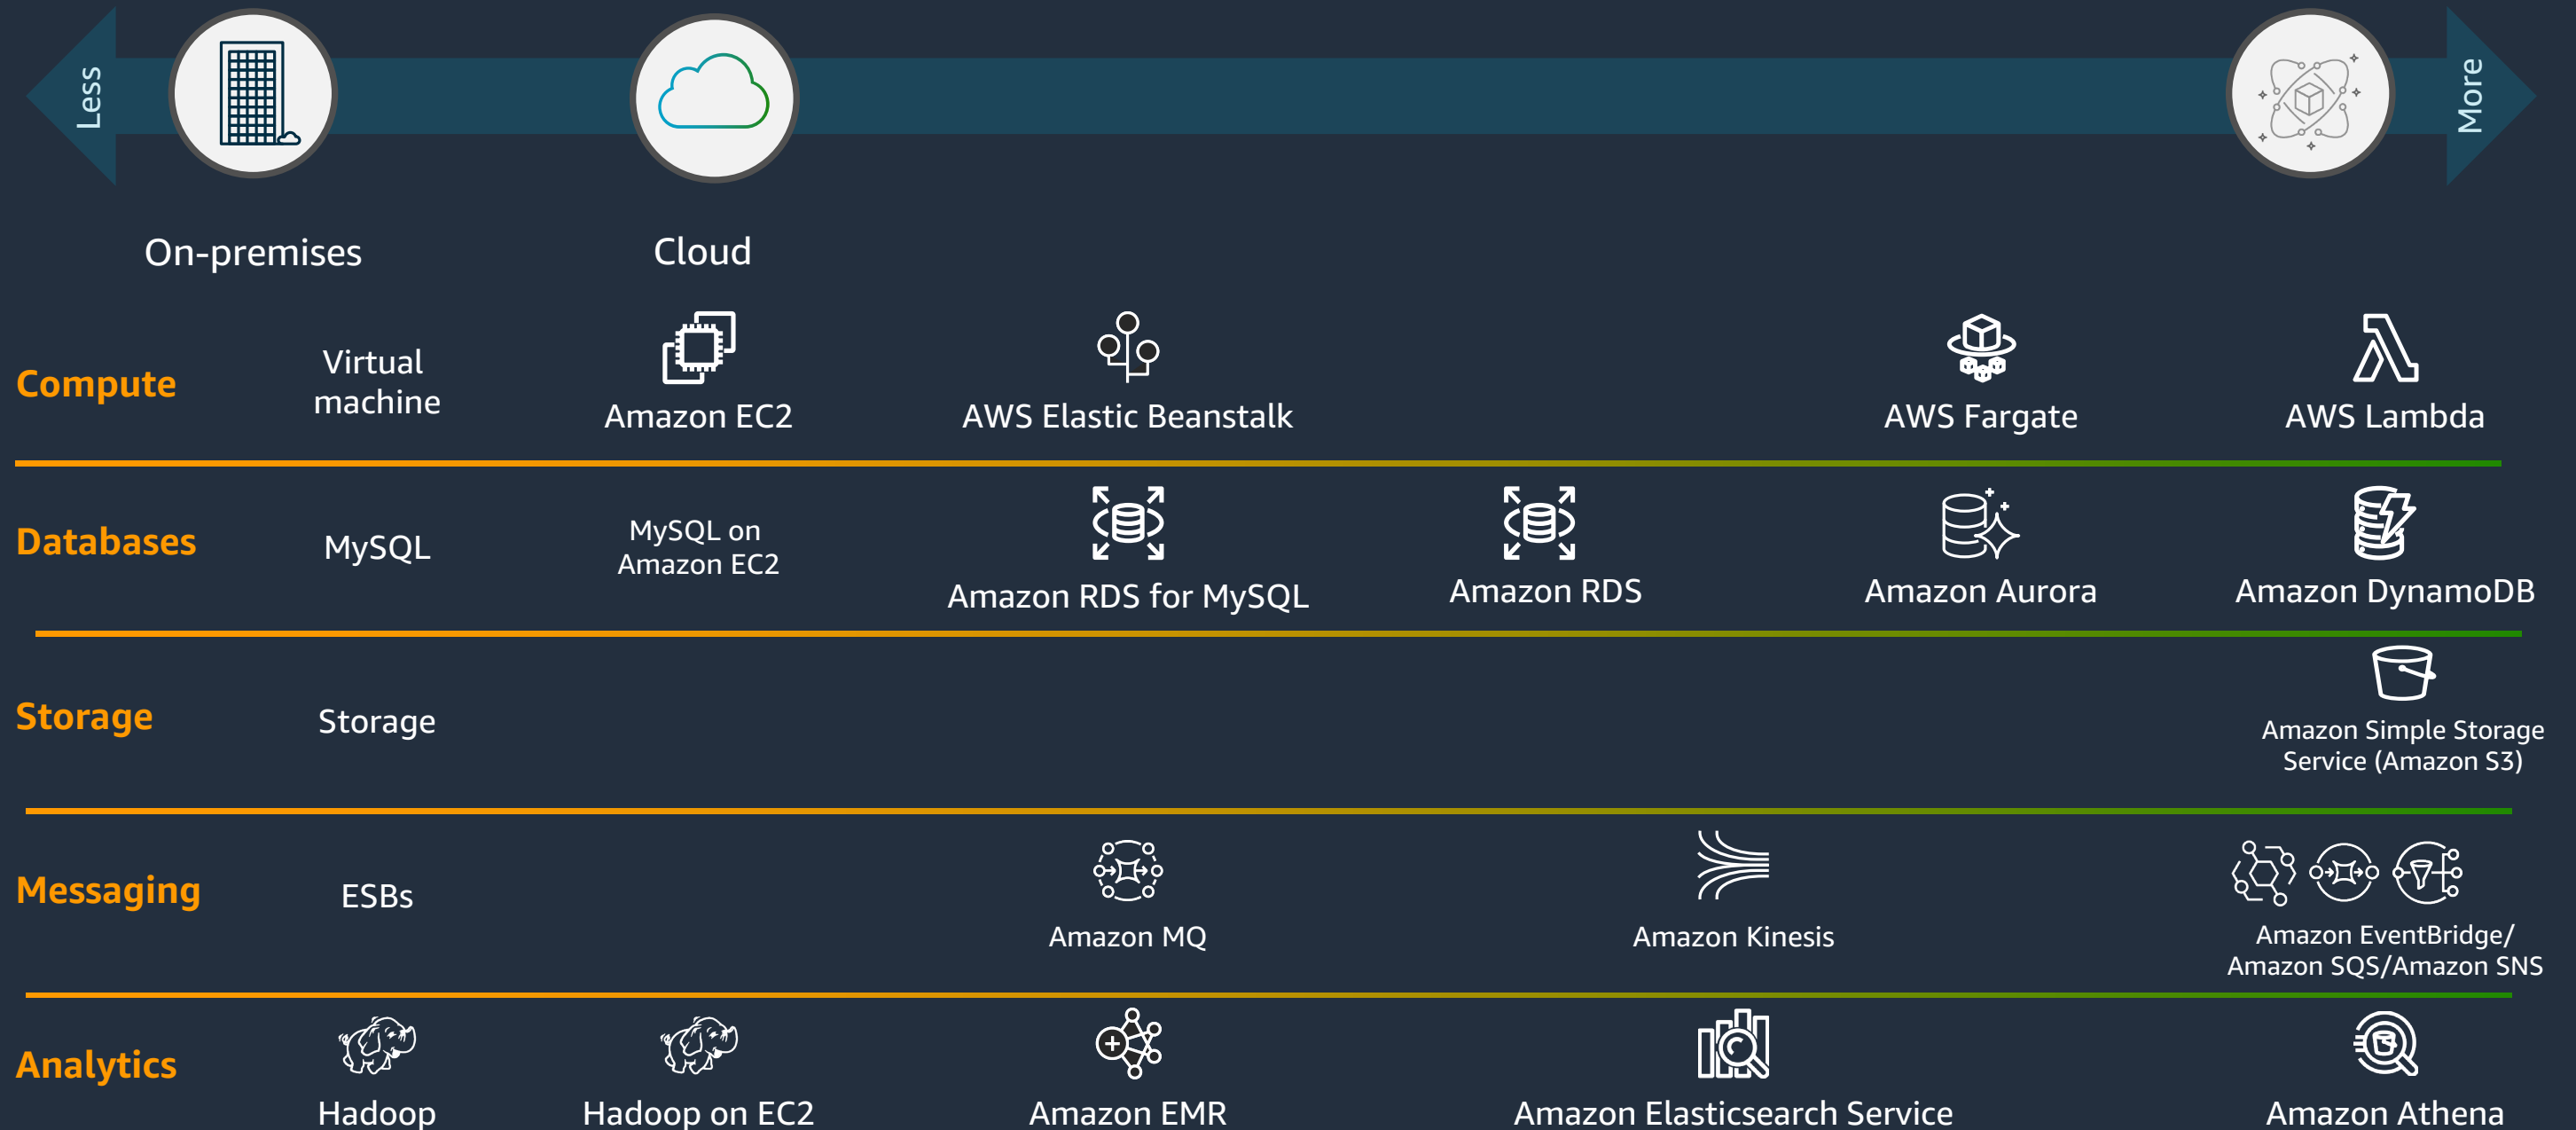 Less
More
On-premises
Cloud
Compute
Virtual
machine
Amazon EC2
AWS Elastic Beanstalk
AWS Fargate
AWS Lambda
Databases
MySQL
MySQL on
Amazon EC2
Amazon RDS for MySQL
Amazon RDS
Amazon Aurora
Amazon DynamoDB
Storage
Storage
Amazon Simple Storage
Service (Amazon S3)
Messaging
ESBs
Amazon MQ
Amazon Kinesis
Amazon EventBridge/
Amazon SQS/Amazon SNS
Analytics
Hadoop
Hadoop on EC2
Amazon EMR
Amazon Elasticsearch Service
Amazon Athena